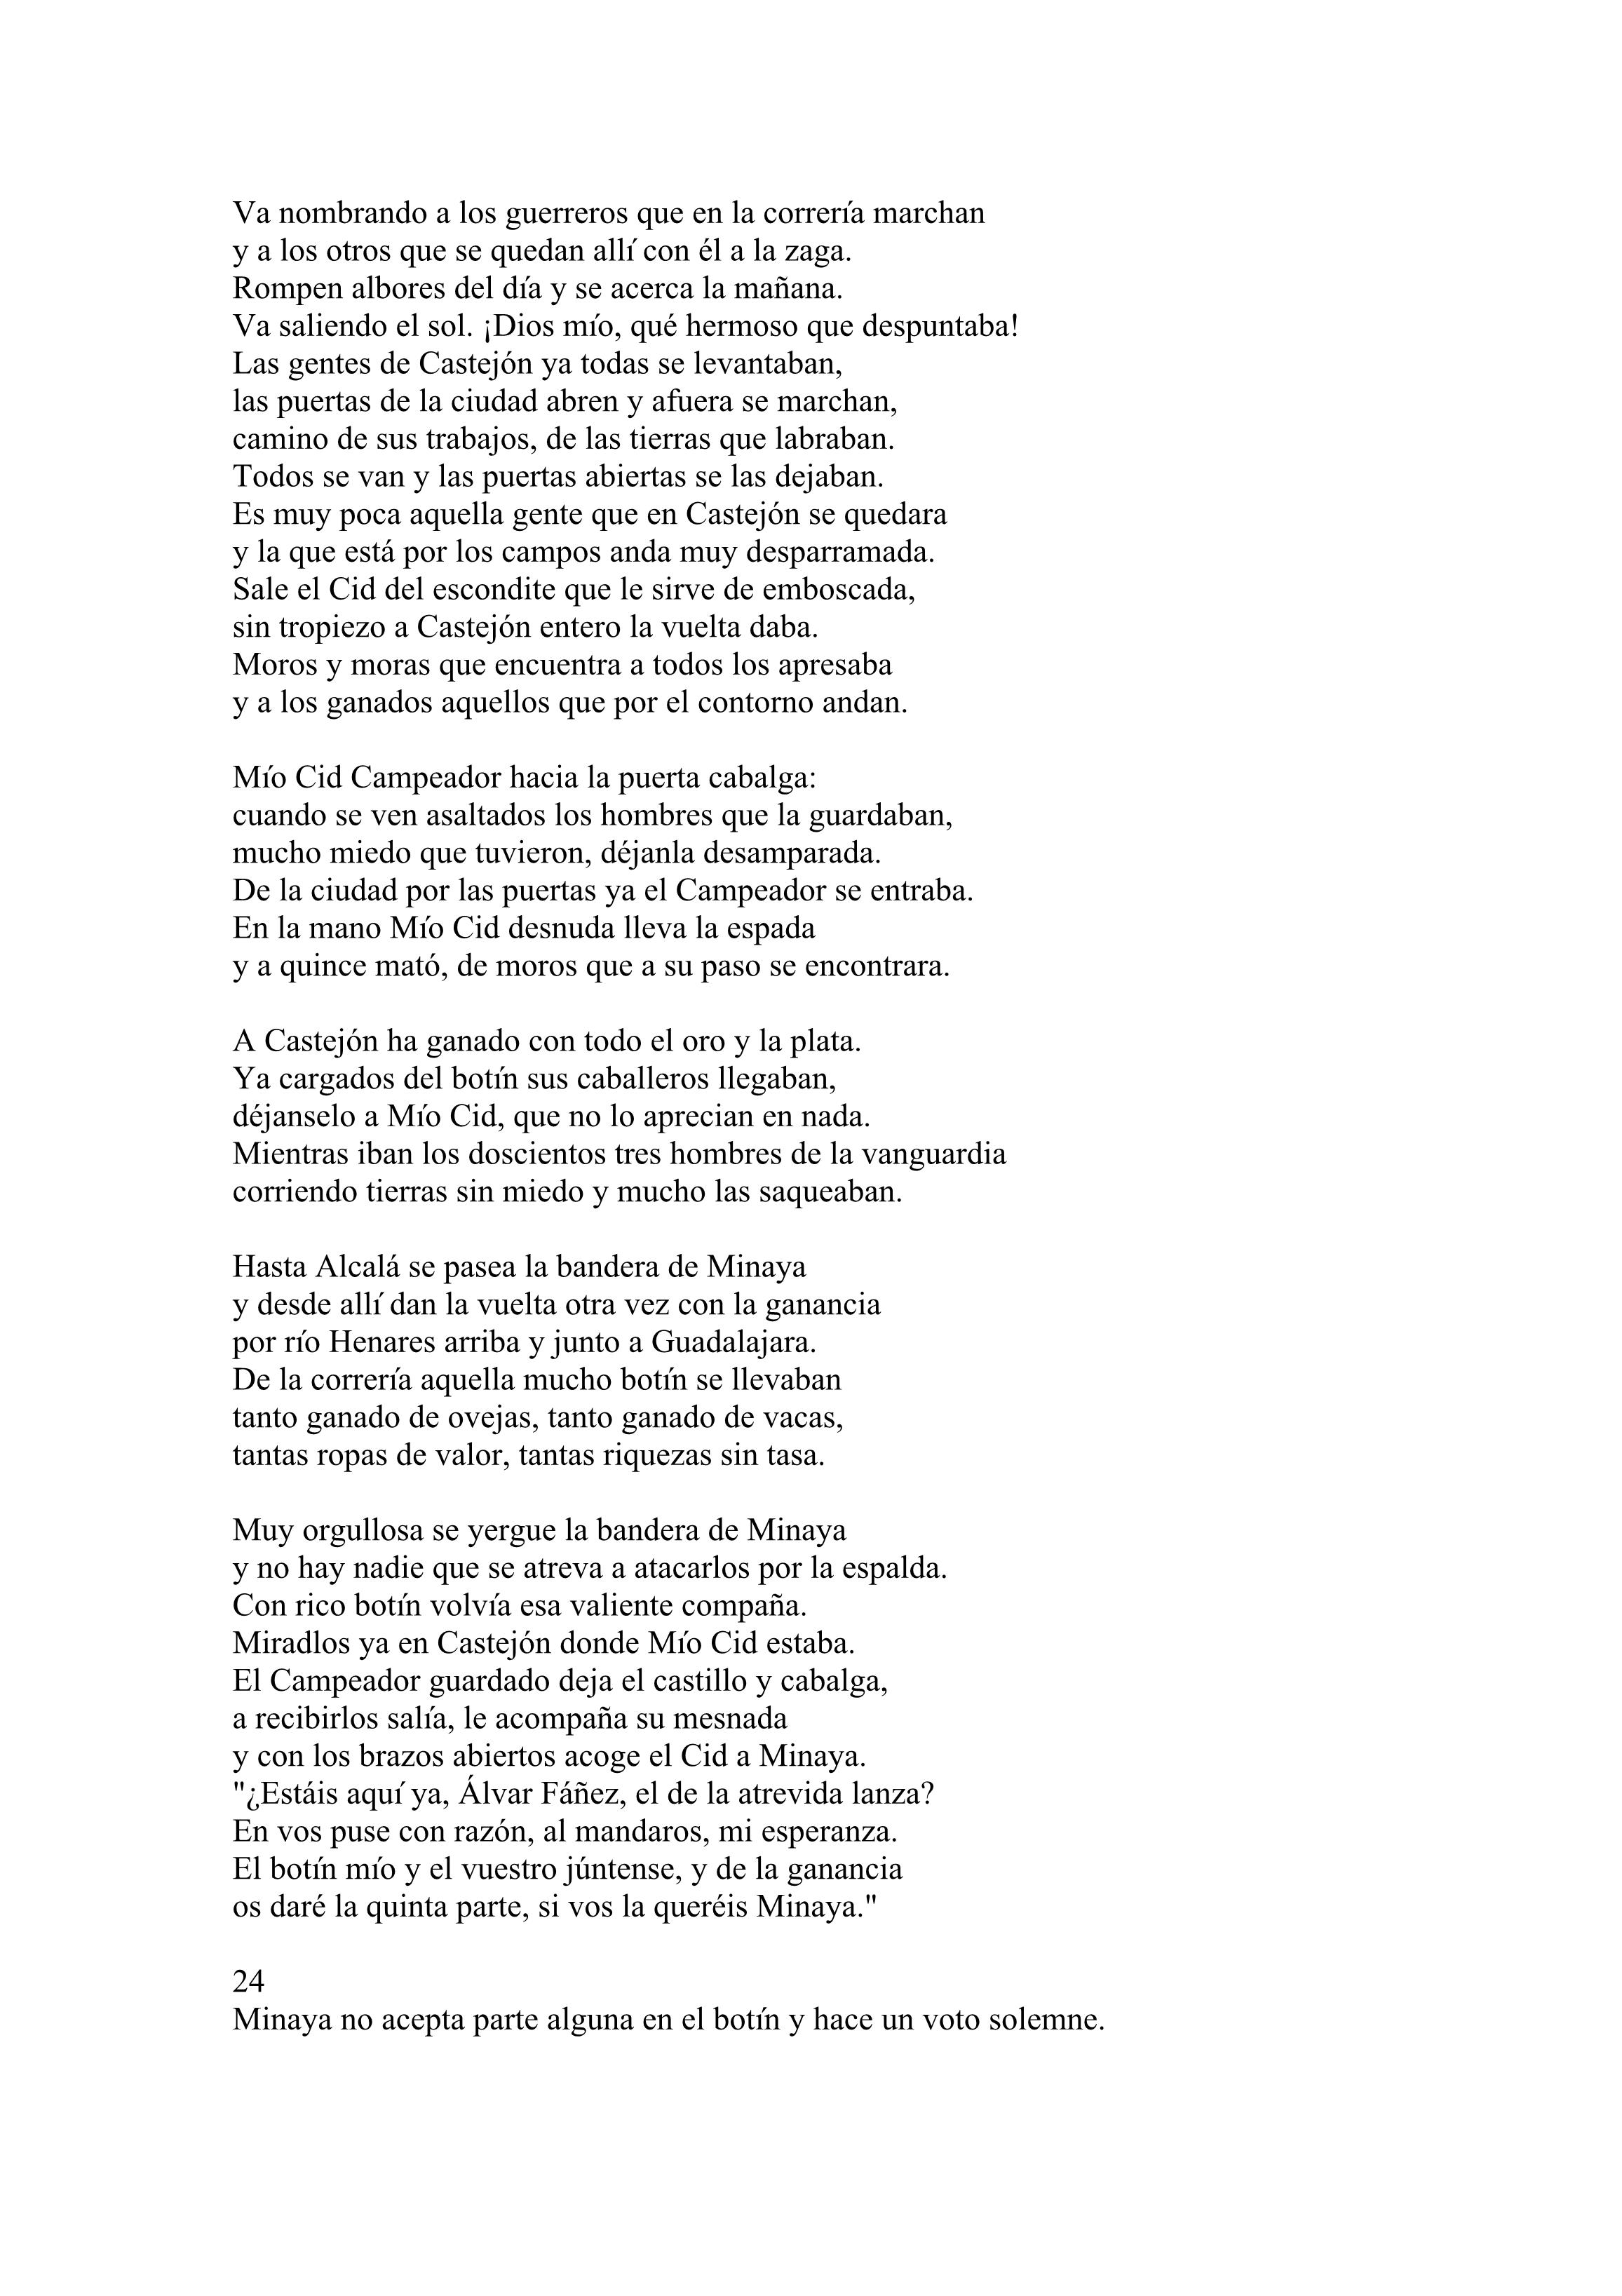 Va nombrando a los guerreros que en la correría marchan
y a los otros que se quedan allí con él a la zaga.
Rompen albores del día y se acerca la mañana.
Va saliendo el sol. ¡Dios mío, qué hermoso que despuntaba!
Las gentes de Castejón ya todas se levantaban,
las puertas de la ciudad abren y afuera se marchan,
camino de sus trabajos, de las tierras que labraban.
Todos se van y las puertas abiertas se las dejaban.
Es muy poca aquella gente que en Castejón se quedara
y la que está por los campos anda muy desparramada.
Sale el Cid del escondite que le sirve de emboscada,
sin tropiezo a Castejón entero la vuelta daba.
Moros y moras que encuentra a todos los apresaba
y a los ganados aquellos que por el contorno andan.

Mío Cid Campeador hacia la puerta cabalga:
cuando se ven asaltados los hombres que la guardaban,
mucho miedo que tuvieron, déjanla desamparada.
De la ciudad por las puertas ya el Campeador se entraba.
En la mano Mío Cid desnuda lleva la espada
y a quince mató, de moros que a su paso se encontrara.

A Castejón ha ganado con todo el oro y la plata.
Ya cargados del botín sus caballeros llegaban,
déjanselo a Mío Cid, que no lo aprecian en nada.
Mientras iban los doscientos tres hombres de la vanguardia
corriendo tierras sin miedo y mucho las saqueaban.

Hasta Alcalá se pasea la bandera de Minaya
y desde allí dan la vuelta otra vez con la ganancia
por río Henares arriba y junto a Guadalajara.
De la correría aquella mucho botín se llevaban
tanto ganado de ovejas, tanto ganado de vacas,
tantas ropas de valor, tantas riquezas sin tasa.

Muy orgullosa se yergue la bandera de Minaya
y no hay nadie que se atreva a atacarlos por la espalda.
Con rico botín volvía esa valiente compaña.
Miradlos ya en Castejón donde Mío Cid estaba.
El Campeador guardado deja el castillo y cabalga,
a recibirlos salía, le acompaña su mesnada
y con los brazos abiertos acoge el Cid a Minaya.
"¿Estáis aquí ya, Álvar Fáñez, el de la atrevida lanza?
En vos puse con razón, al mandaros, mi esperanza.
El botín mío y el vuestro júntense, y de la ganancia
os daré la quinta parte, si vos la queréis Minaya."

24
Minaya no acepta parte alguna en el botín y hace un voto solemne.